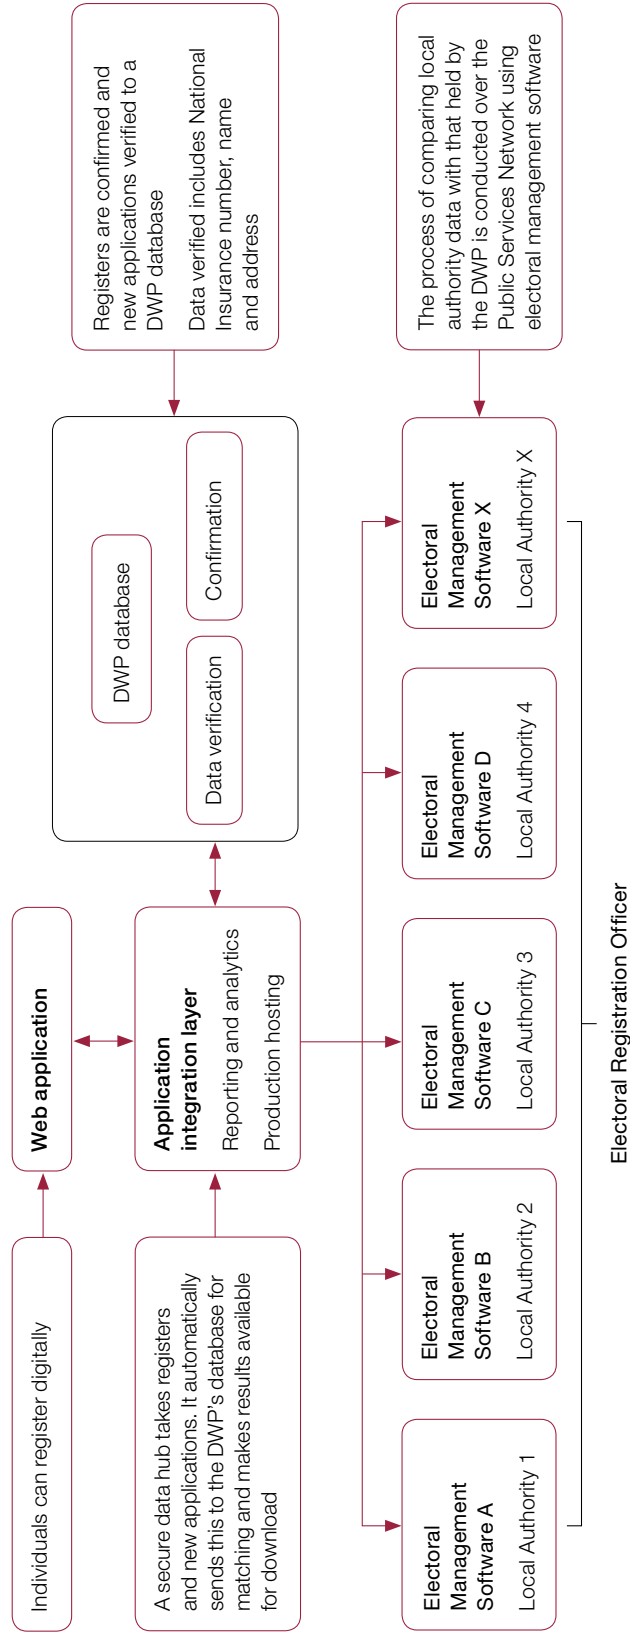 Individuals can register digitally
Web application
Registers are confirmed and
new applications verified to a
DWP database
Data verified includes National
Insurance number, name
and address
A secure data hub takes registers
and new applications. It automatically
sends this to the DWP's database for
matching and makes results available
for download
Application
integration layer
Reporting and analytics
Production hosting
DWP database
Data verification
Confirmation
Electoral
Management
Software A
Local Authority 1
Electoral
Management
Software B
Local Authority 2
Electoral
Management
Software C
Local Authority 3
Electoral
Management
Software D
Local Authority 4
Electoral
Management
Software X
Local Authority X
The process of comparing local
authority data with that held by
the DWP is conducted over the
Public Services Network using
electoral management software
Electoral Registration Officer